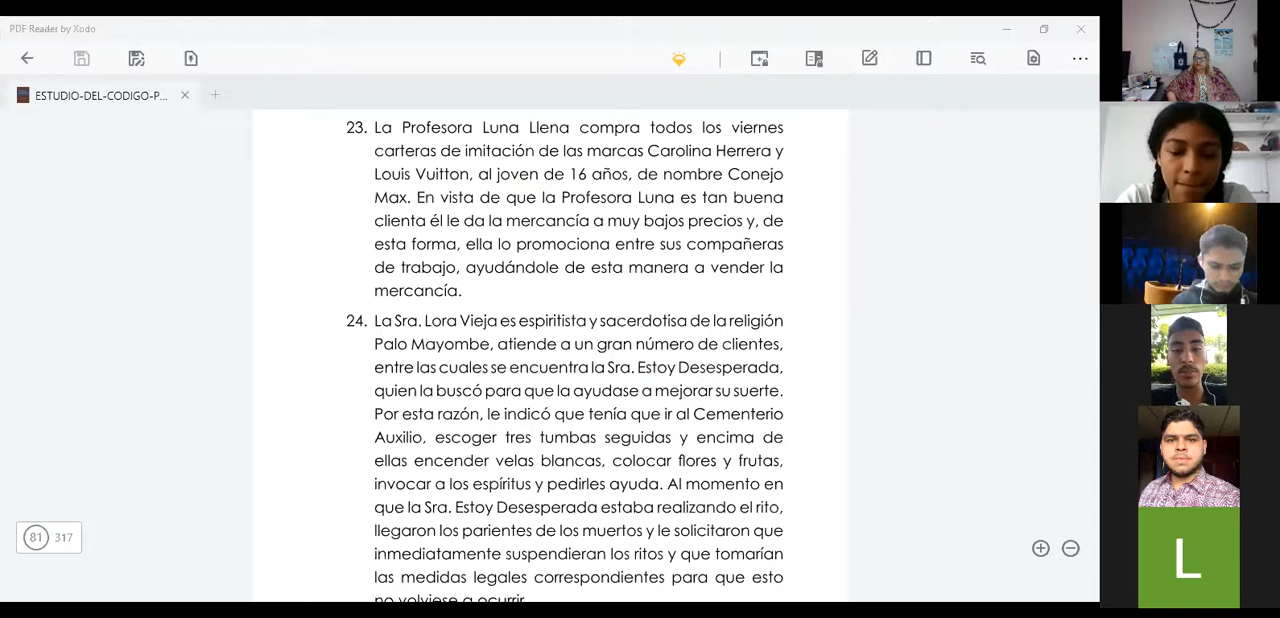 PDF Reader by Xodo
ESTUDIO-DEL-CODIGO-P...
23. La Profesora Luna Llena compra todos los viernes
carteras de imitación de las marcas Carolina Herrera y
Louis Vuitton, al joven de 16 años, de nombre Conejo
Max. En vista de que la Profesora Luna es tan buena
clienta él le da la mercancía a muy bajos precios y, de
esta forma, ella lo promociona entre sus compañeras
de trabajo, ayudándole de esta manera a vender la
mercancía.
24. La Sra. Lora Vieja es espiritista y sacerdotisa de la religión
Palo Mayombe, atiende a un gran número de clientes,
entre las cuales se encuentra la Sra. Estoy Desesperada,
quien la buscó para que la ayudase a mejorar su suerte.
Por esta razón, le indicó que tenía que ir al Cementerio
Auxilio, escoger tres tumbas seguidas y encima de
ellas encender velas blancas, colocar flores y frutas,
invocar a los espíritus y pedirles ayuda. Al momento en
que la Sra. Estoy Desesperada estaba realizando el rito,
llegaron los parientes de los muertos y le solicitaron que
inmediatamente suspendieran los ritos y que tomarían
las medidas legales correspondientes para que esto
no volviese a ocurrir.
81 317
L